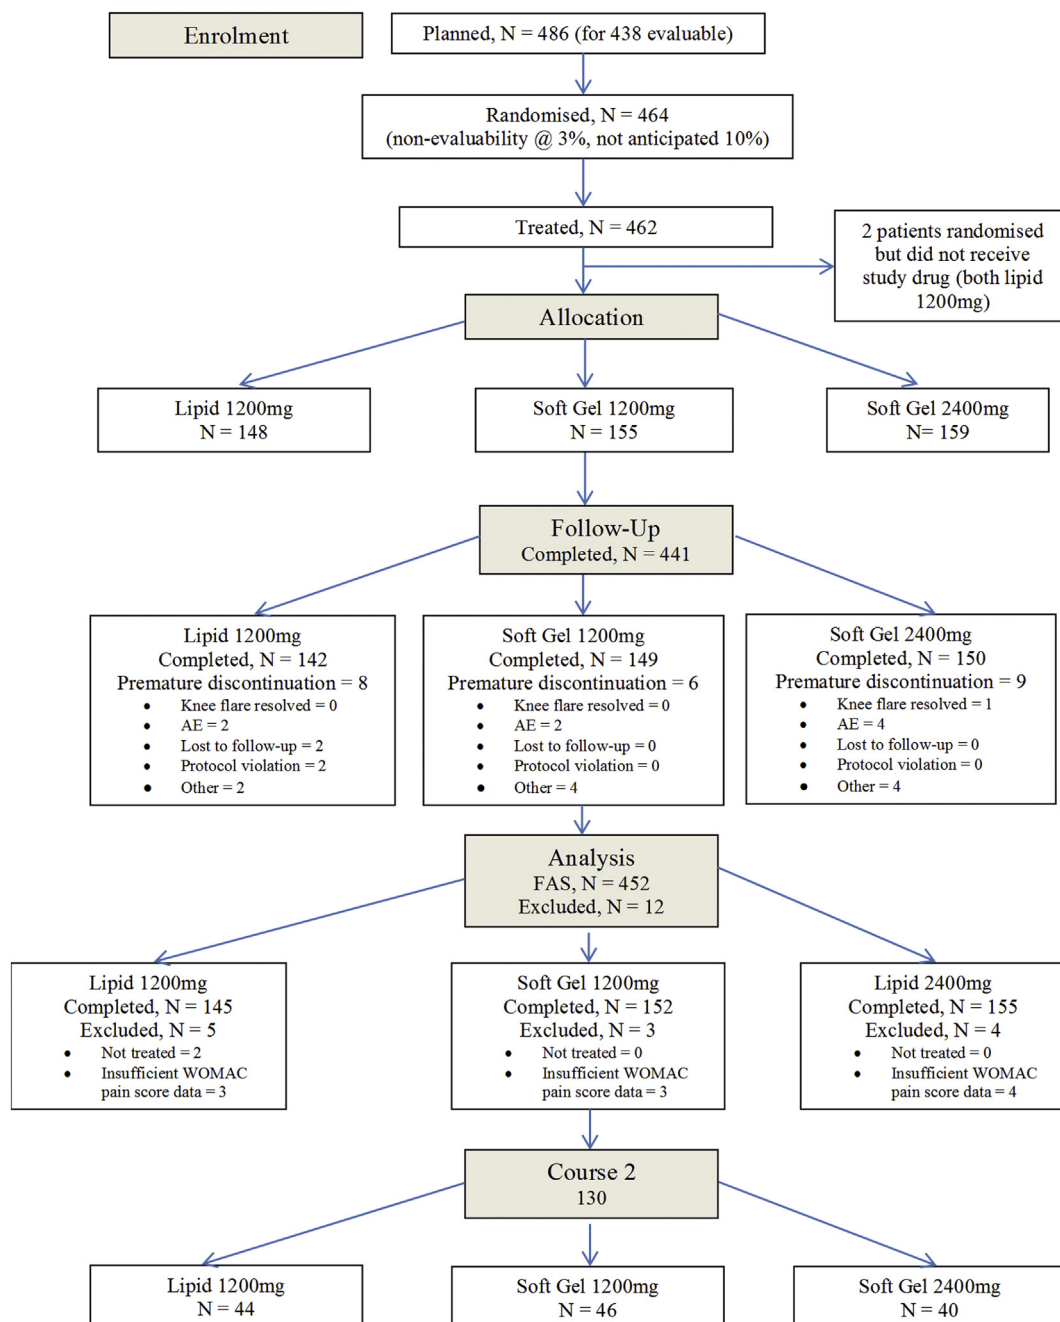 Enrolment
Planned, N = 486 (for 438 evaluable)
Randomised, N = 464
(non-evaluability @ 3%, not anticipated 10%)
Treated, N = 462
2 patients randomised
but did not receive
study drug (both lipid
1200mg)
Allocation
Lipid 1200mg
N = 148
Soft Gel 1200mg
N = 155
Soft Gel 2400mg
N= 159
Follow-Up
Completed, N = 441
Lipid 1200mg
Completed, N = 142
Premature discontinuation = 8
• Knee flare resolved = 0
• AE = 2
• Lost to follow-up = 2
• Protocol violation = 2
• Other = 2
Soft Gel 1200mg
Completed, N = 149
Premature discontinuation = 6
• Knee flare resolved = 0
• AE = 2
• Lost to follow-up = 0
• Protocol violation = 0
• Other = 4
Soft Gel 2400mg
Completed, N = 150
Premature discontinuation = 9
• Knee flare resolved = 1
• AE = 4
• Lost to follow-up = 0
• Protocol violation = 0
• Other = 4
Analysis
FAS, N = 452
Excluded, N = 12
Lipid 1200mg
Completed, N = 145
Excluded, N = 5
• Not treated = 2
• Insufficient WOMAC
pain score data = 3
Soft Gel 1200mg
Completed, N = 152
Excluded, N = 3
• Not treated = 0
• Insufficient WOMAC
pain score data = 3
Lipid 2400mg
Completed, N = 155
Excluded, N = 4
• Not treated = 0
• Insufficient WOMAC
pain score data = 4
Course 2
130
Lipid 1200mg
N = 44
Soft Gel 1200mg
N = 46
Soft Gel 2400mg
N = 40